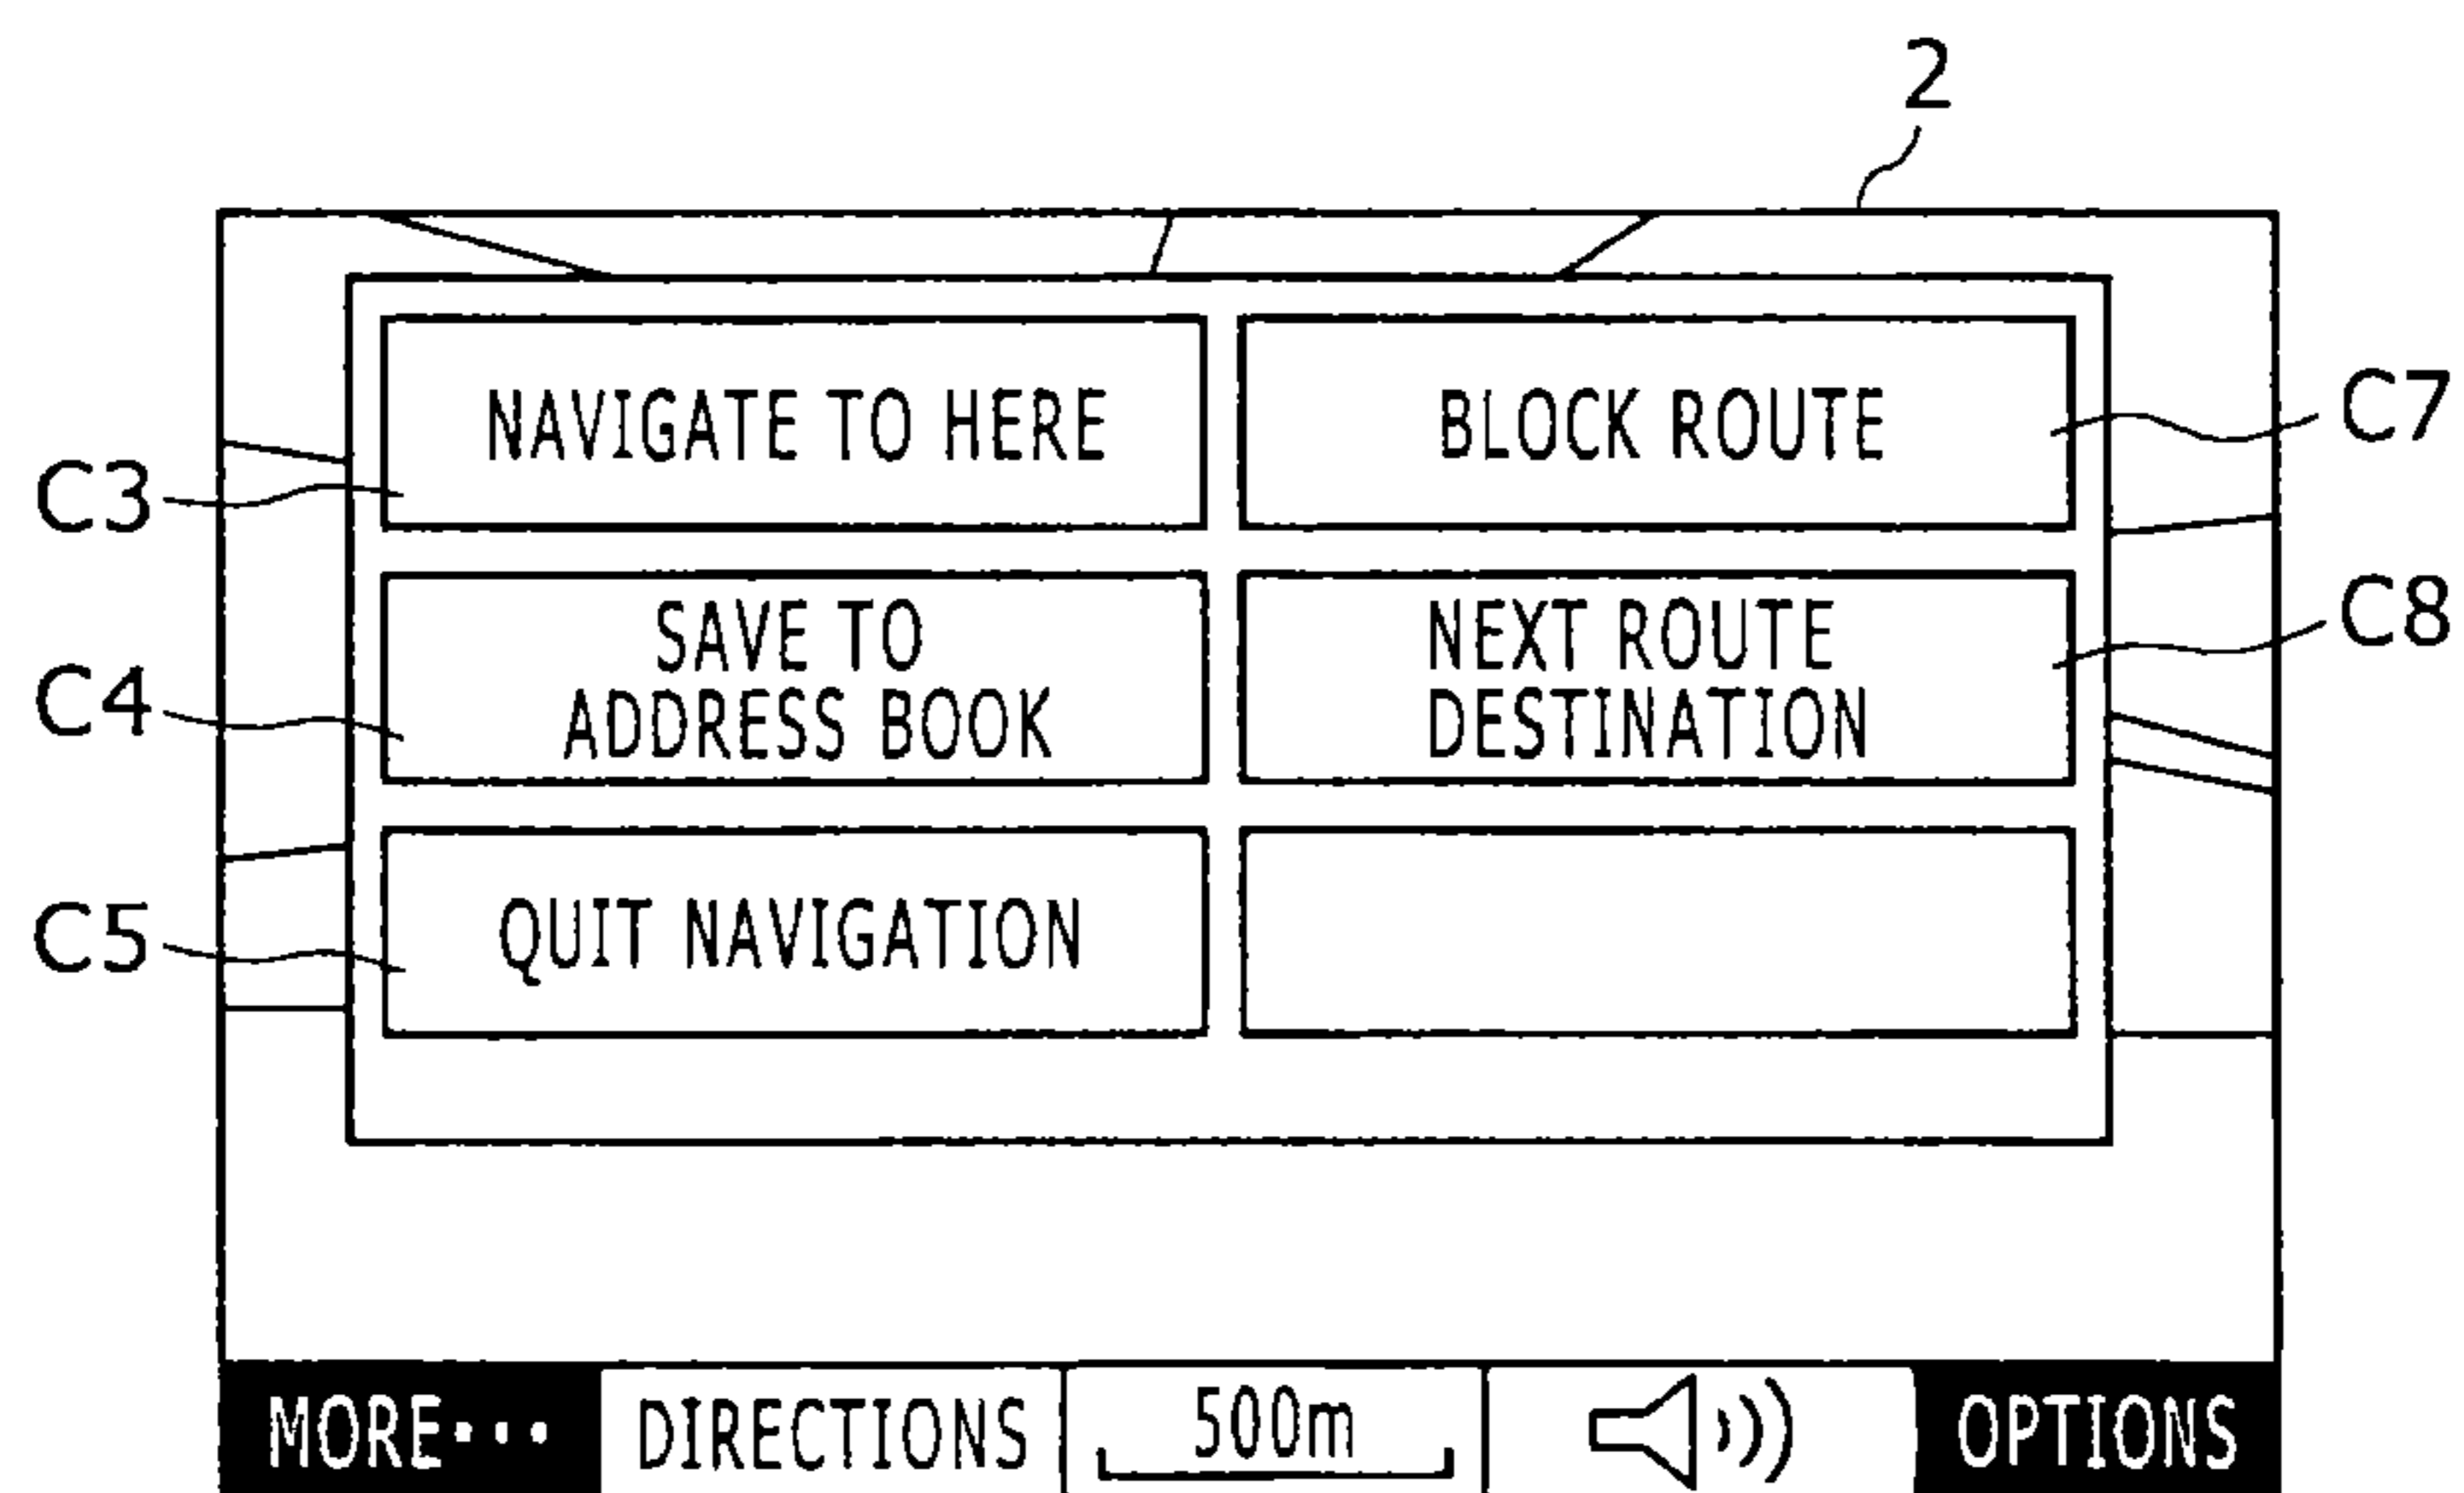 2
NAVIGATE TO HERE
BLOCK ROUTE
C7
C3
SAVE TO
ADDRESS BOOK
NEXT ROUTE
DESTINATION
C8
C4
QUIT NAVIGATION
C5
MORE···
DIRECTIONS
500m
OPTIONS